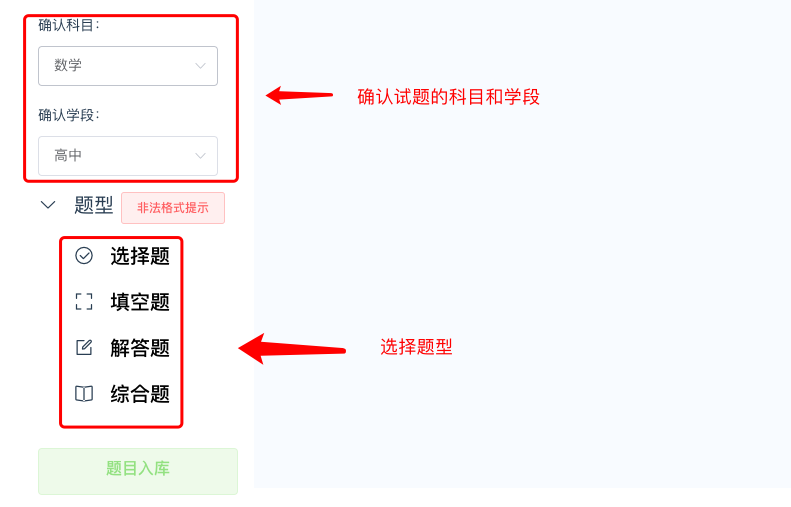 确认科目：
数学
确认试题的科目和学段
确认学段：
高中
题型 非法格式提示
选择题
填空题
解答题
选择题型
综合题
题目入库